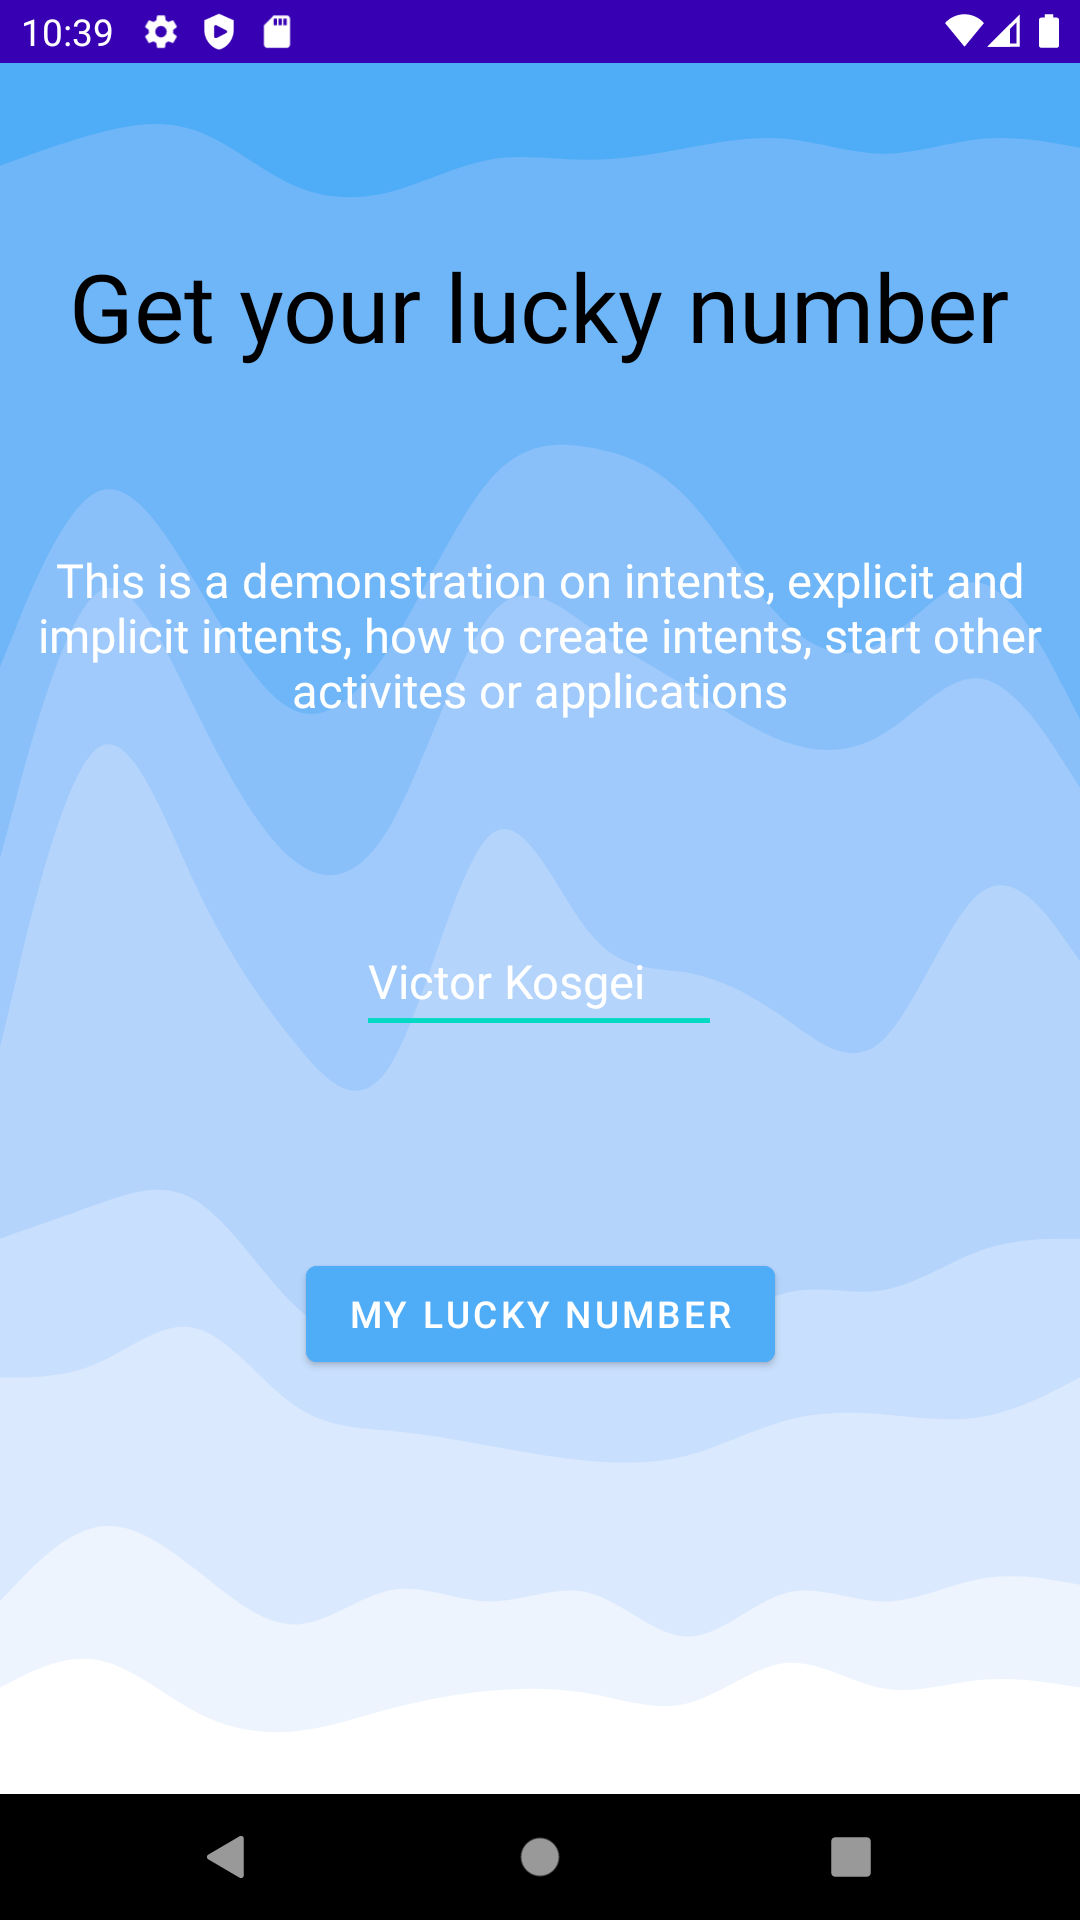 10:39
Get your lucky number
This is a demonstration on intents, explicit and
implicit intents, how to create intents, start other
activites or applications
Victor Kosgei
MY LUCKY NUMBER